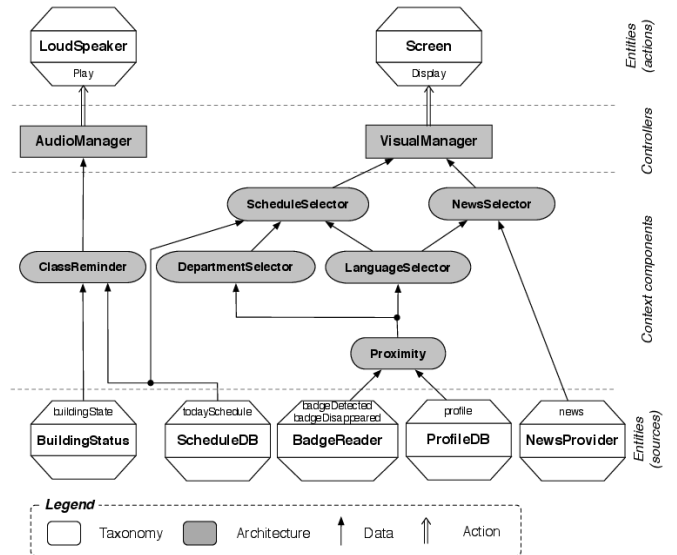 LoudSpeaker
Play
Screen
Display
Entities
(actions)
AudioManager
VisualManager
Controllers
ScheduleSelector
NewsSelector
ClassReminder
DepartmentSelector
LanguageSelector
Proximity
Context components
buildingState
BuildingStatus
todaySchedule
ScheduleDB
badgeDetected
badgeDisappeared
BadgeReader
profile
ProfileDB
news
NewsProvider
Entities
(sources)
Legend
Taxonomy
Architecture
Data
Action